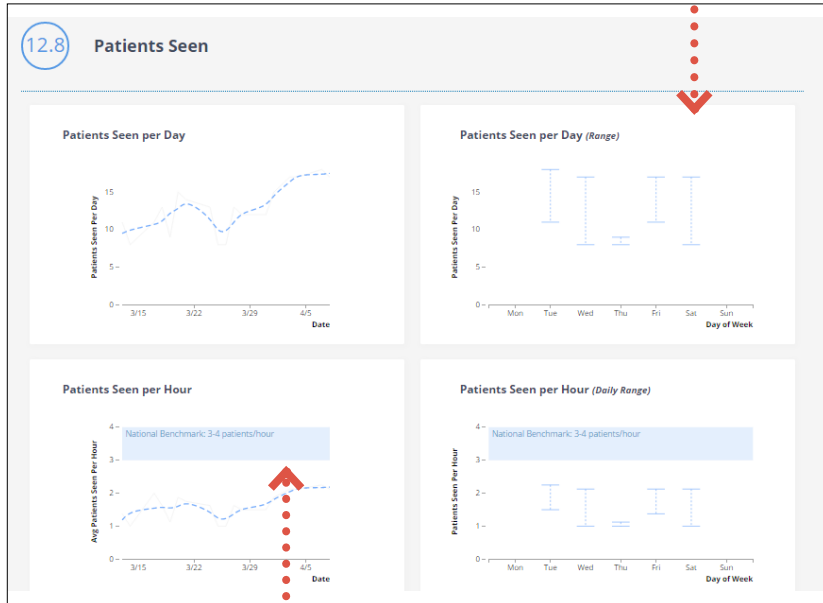 12.8 Patients Seen
Patients Seen per Day
Patients Seen Per Day
15
10
5
0
3/15 3/22 3/29 4/5
Date
Patients Seen per Day (Range)
Patients Seen Per Day
15
10
5
0
Mon Tue Wed Thu Fri Sat Sun
Day of Week
Patients Seen per Hour
Avg Patients Seen Per Hour
4
National Benchmark: 3-4 patients/hour
3
2
1
0
3/15 3/22 3/29 4/5
Date
Patients Seen per Hour (Daily Range)
Patients Seen Per Hour
4
National Benchmark: 3-4 patients/hour
3
2
1
0
Mon Tue Wed Thu Fri Sat Sun
Day of Week